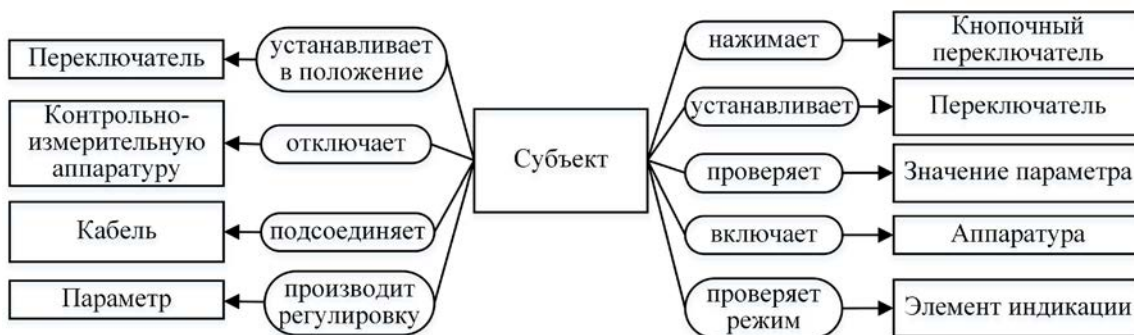 Переключатель
устанавливает
в положение
Контрольно-
измерительную
аппаратуру
отключает
Кабель
подсоединяет
Параметр
производит
регулировку
Субъект
нажимает
Кнопочный
переключатель
устанавливает
Переключатель
проверяет
Значение параметра
включает
Аппаратура
проверяет
режим
Элемент индикации